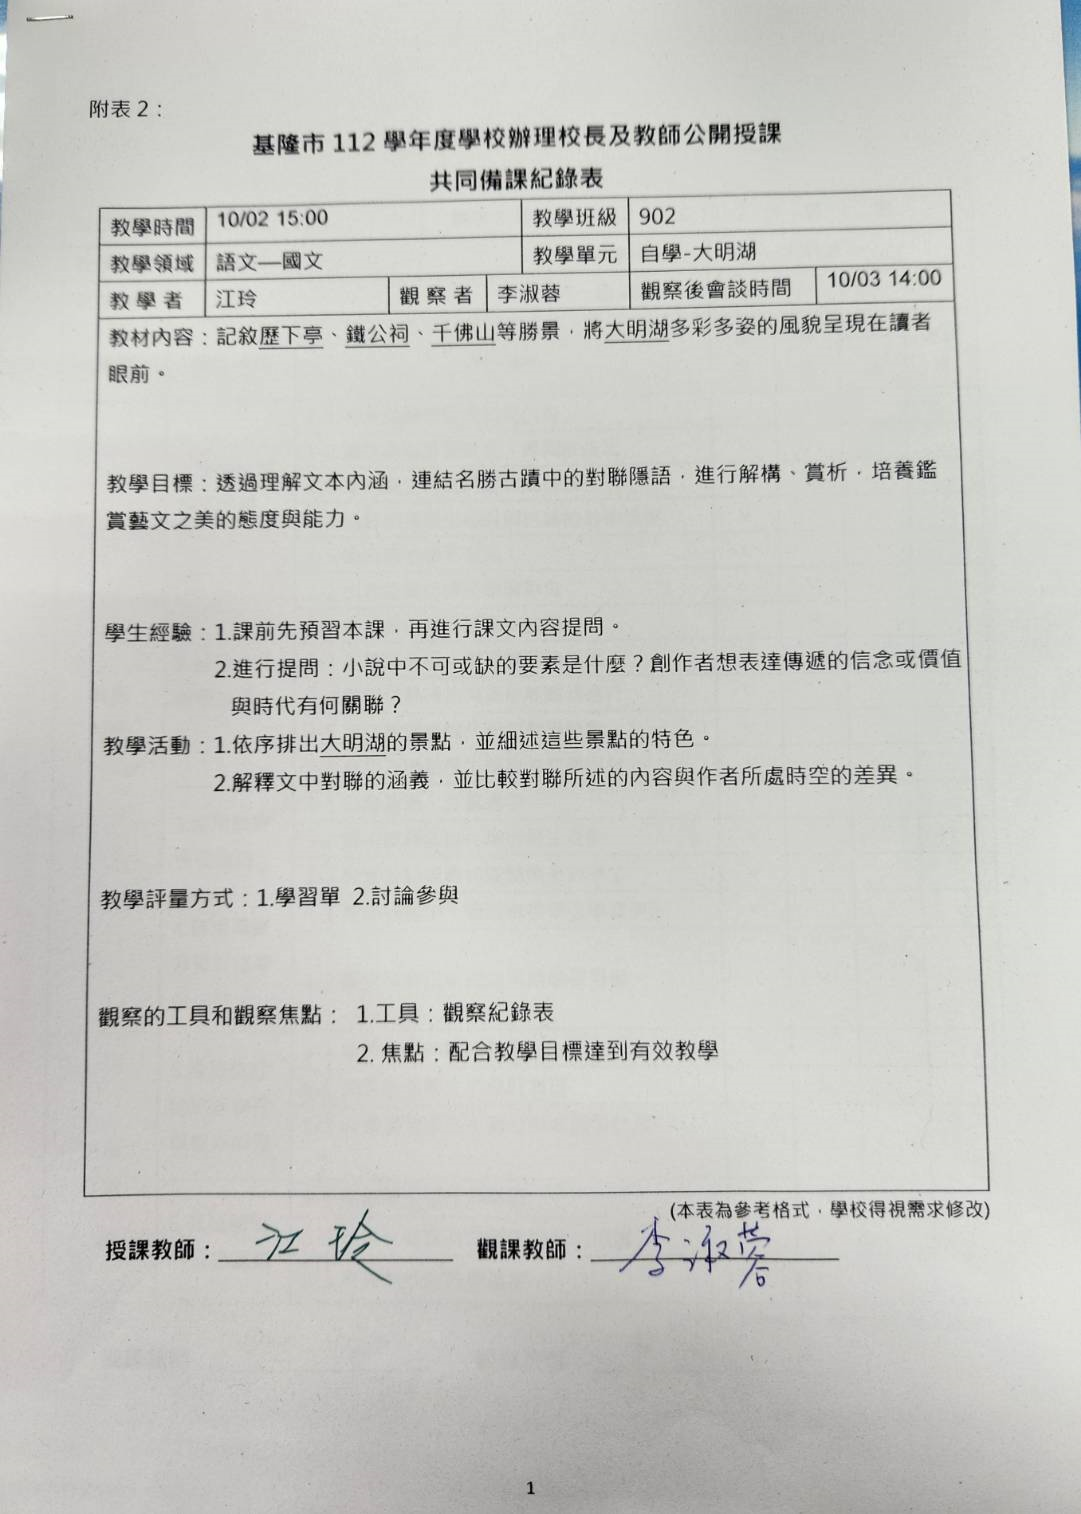 附表 2：
基隆市 112 學年度學校辦理校長及教師公開授課
共同備課紀錄表
教學時間 10/02 15:00 教學班級 902
教學領域 語文—國文 教學單元 自學-大明湖
教 學 者 江玲 觀 察 者 李淑蓉 觀察後會談時間 10/03 14:00
教材內容：記敘歷下亭、鐵公祠、千佛山等勝景，將大明湖多彩多姿的風貌呈現在讀者
眼前。
教學目標：透過理解文本內涵，連結名勝古蹟中的對聯隱語，進行解構、賞析，培養鑑
賞藝文之美的態度與能力。
學生經驗：1.課前先預習本課，再進行課文內容提問。
2.進行提問：小說中不可或缺的要素是什麼？創作者想表達傳遞的信念或價值
與時代有何關聯？
教學活動：1.依序排出大明湖的景點，並細述這些景點的特色。
2.解釋文中對聯的涵義，並比較對聯所述的內容與作者所處時空的差異。
教學評量方式：1.學習單 2.討論參與
觀察的工具和觀察焦點： 1.工具：觀察紀錄表
2. 焦點：配合教學目標達到有效教學
(本表為參考格式，學校得視需求修改)
授課教師：江玲 觀課教師：李淑蓉
1